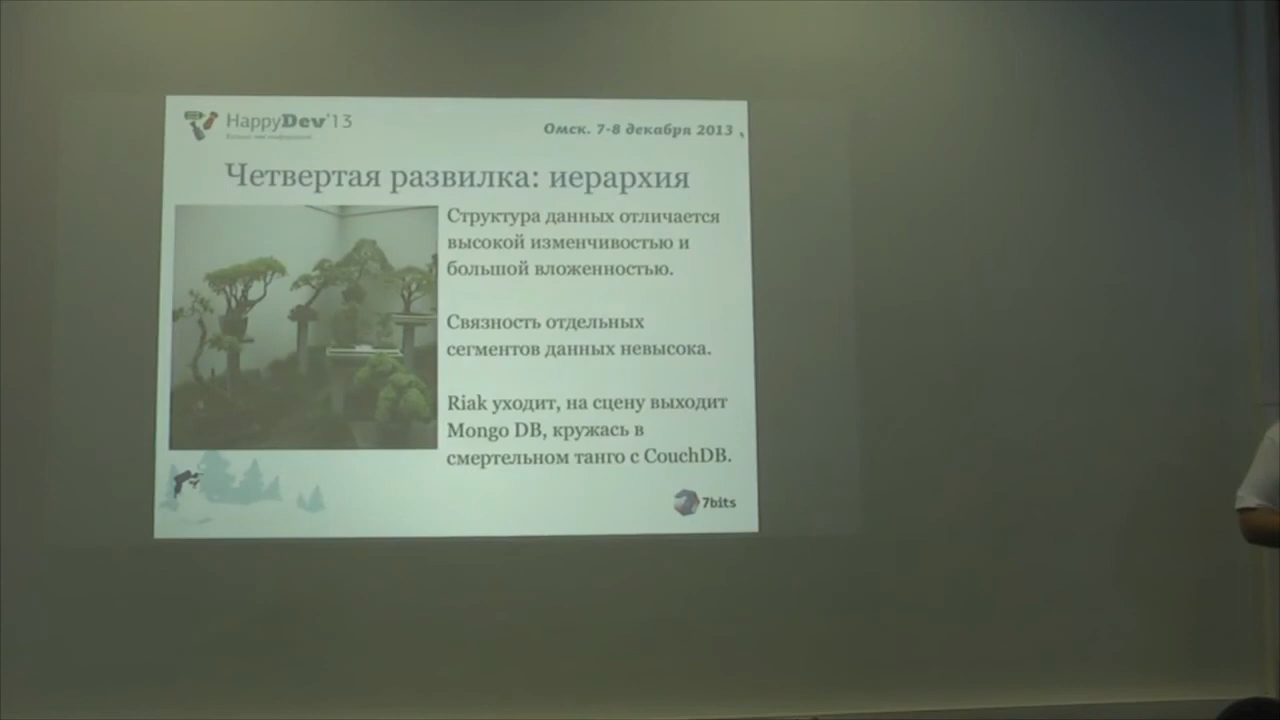 HappyDev'13
Омск. 7-8 декабря 2013
Четвертая развилка: иерархия
Структура данных отличается
высокой изменчивостью и
большой вложенностью.
Связность отдельных
сегментов данных невысока.
Riak уходит, на сцену выходит
Mongo DB, кружась в
смертельном танго с CouchDB.
7bits